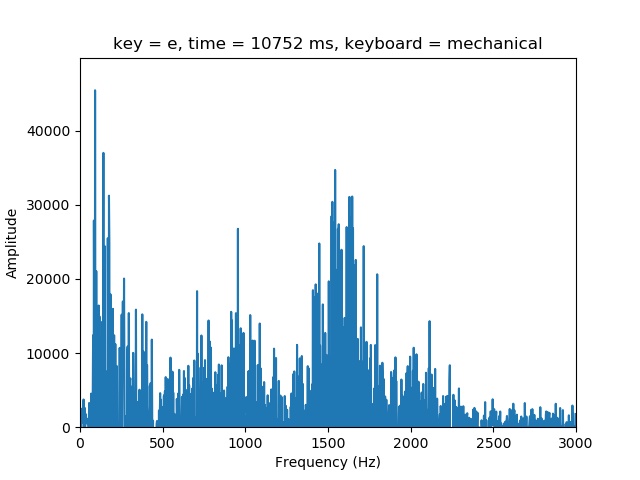 key = e, time = 10752 ms, keyboard = mechanical
Amplitude
40000
30000
20000
10000
0
0 500 1000 1500 2000 2500 3000
Frequency (Hz)